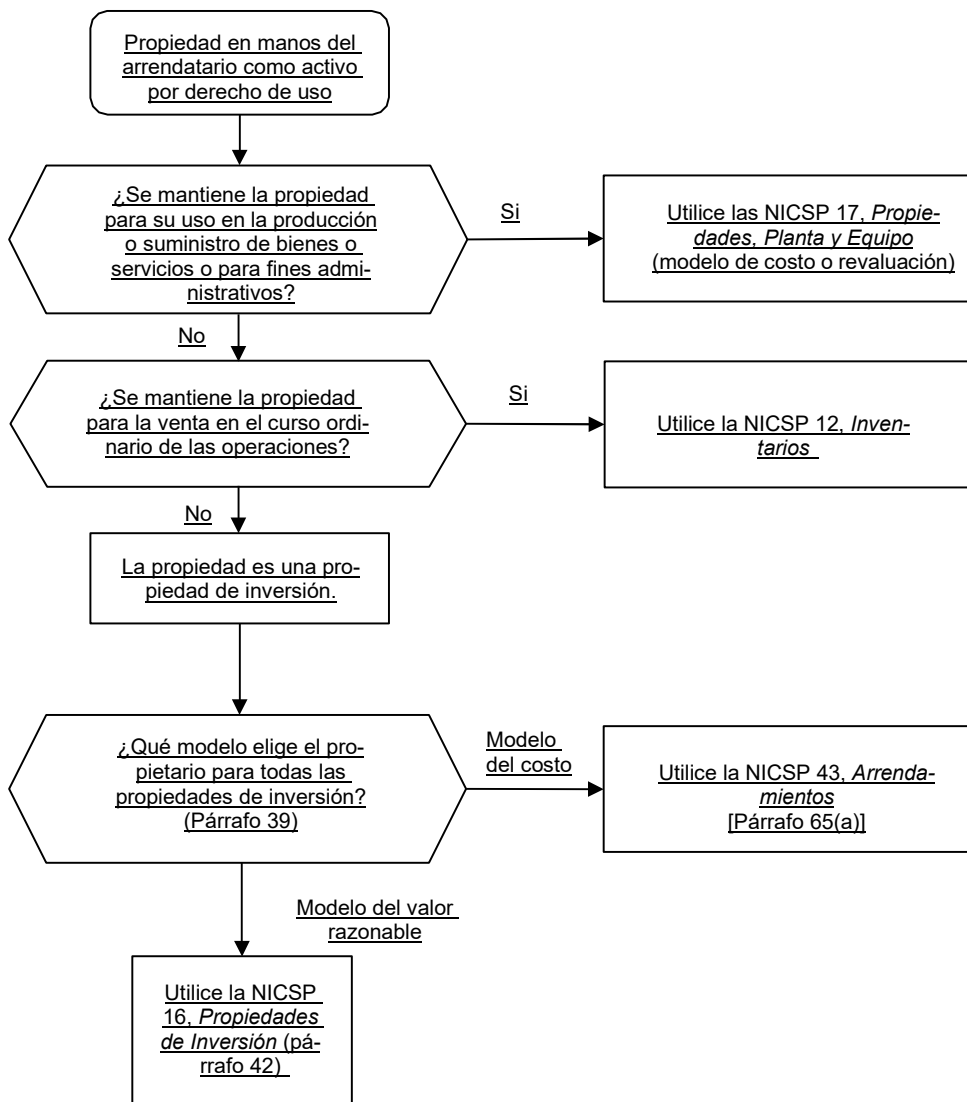 Propiedad en manos del
arrendatario como activo
por derecho de uso
¿Se mantiene la propiedad
para su uso en la producción
o suministro de bienes o
servicios o para fines admi-
nistrativos?
Si
Utilice las NICSP 17, Propie-
dades, Planta y Equipo
(modelo de costo o revaluación)
No
¿Se mantiene la propiedad
para la venta en el curso ordi-
nario de las operaciones?
Si
Utilice la NICSP 12, Inven-
tarios
No
La propiedad es una pro-
piedad de inversión.
¿Qué modelo elige el pro-
pietario para todas las
propiedades de inversión?
(Párrafo 39)
Modelo
del costo
Utilice la NICSP 43, Arrenda-
mientos
[Párrafo 65(a)]
Modelo del valor
razonable
Utilice la NICSP
16, Propiedades
de Inversión (pá-
rrafo 42)